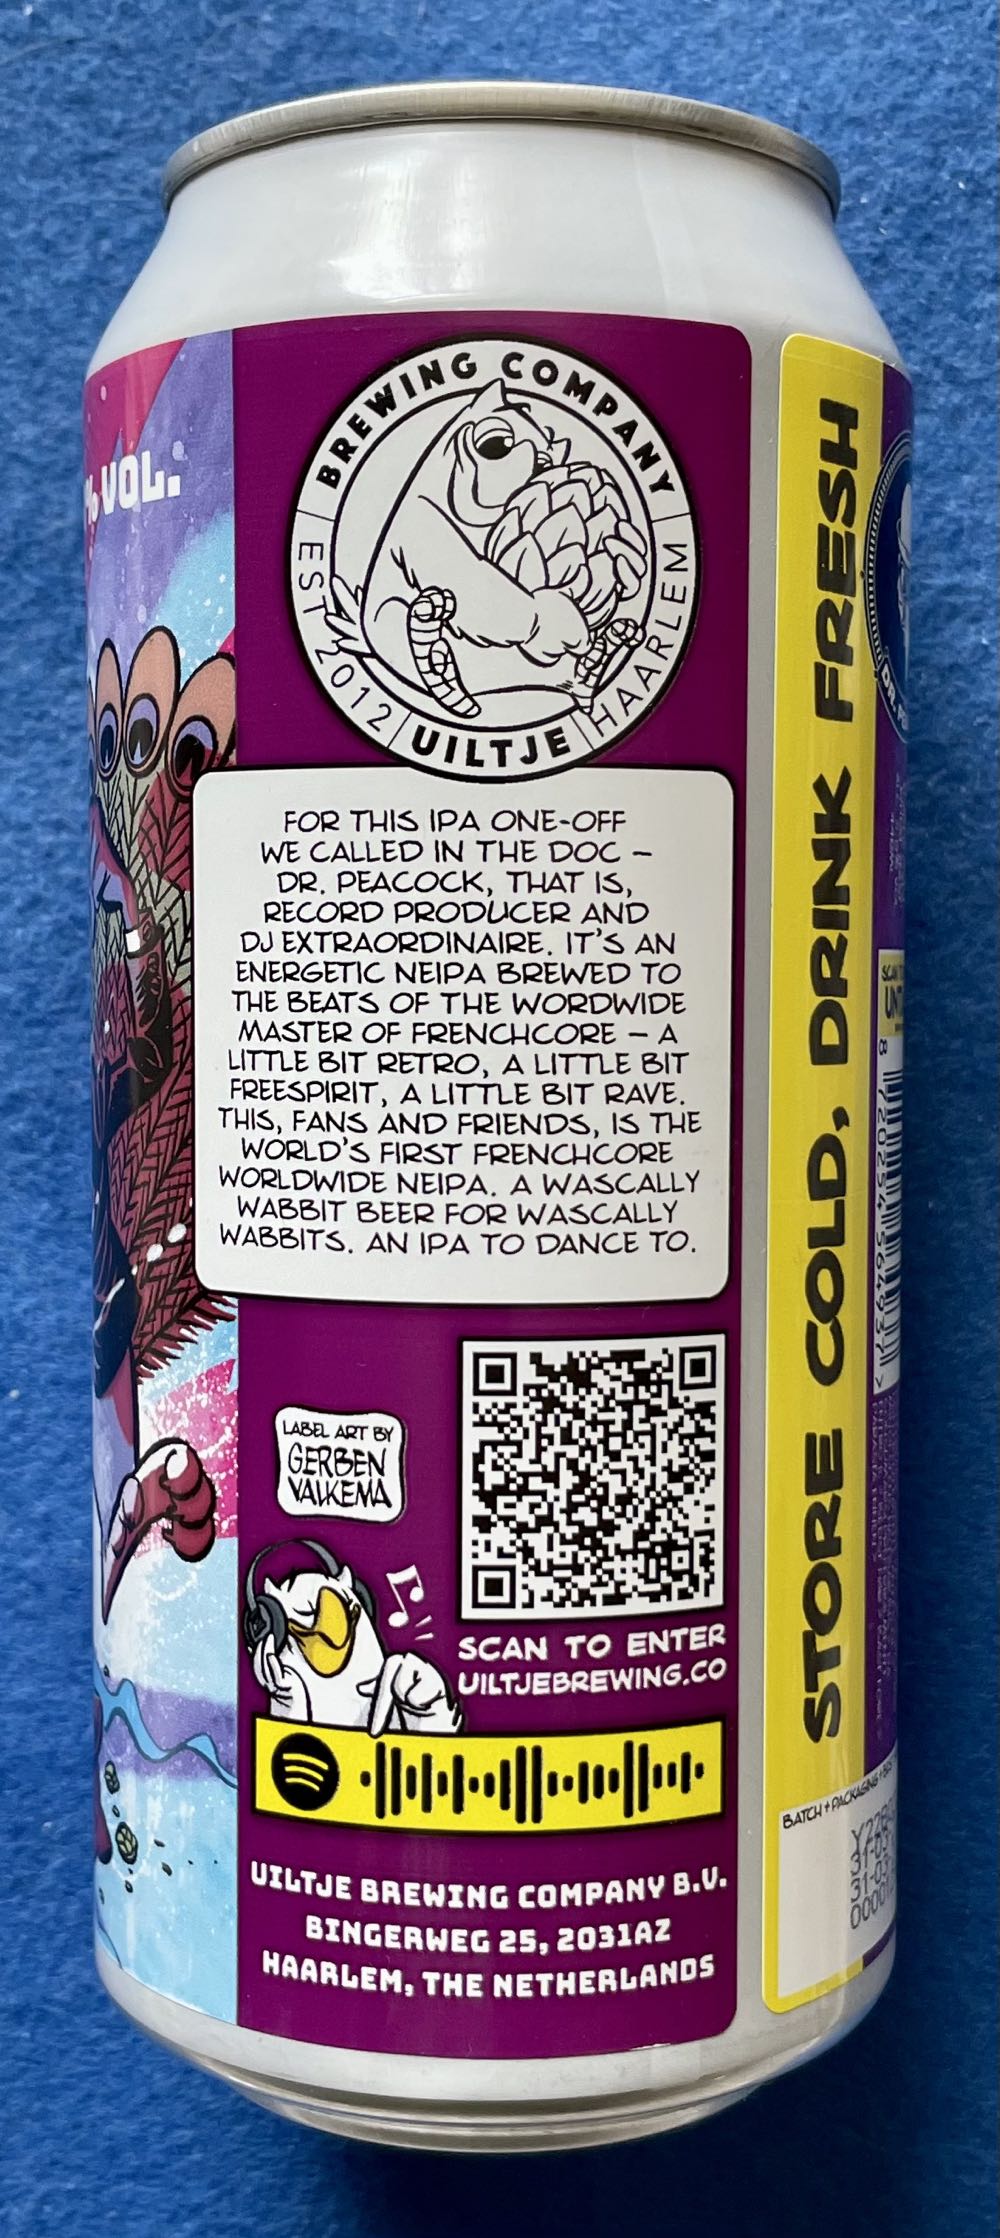 % VOL.
BREWING COMPANY
EST 2012
UILTJE
HAARLEM
FOR THIS IPA ONE-OFF
WE CALLED IN THE DOC –
DR. PEACOCK, THAT IS,
RECORD PRODUCER AND
DJ EXTRAORDINAIRE. IT'S AN
ENERGETIC NEIPA BREWED TO
THE BEATS OF THE WORDWIDE
MASTER OF FRENCHCORE – A
LITTLE BIT RETRO, A LITTLE BIT
FREESPIRIT, A LITTLE BIT RAVE.
THIS, FANS AND FRIENDS, IS THE
WORLD'S FIRST FRENCHCORE
WORLDWIDE NEIPA. A WASCALLY
WABBIT BEER FOR WASCALLY
WABBITS. AN IPA TO DANCE TO.
LABEL ART BY
GERBEN
VALKEMA
SCAN TO ENTER
UILTJEBREWING.CO
UILTJE BREWING COMPANY B.V.
BINGERWEG 25, 2031AZ
HAARLEM, THE NETHERLANDS
STORE COLD, DRINK FRESH
BATCH + PACKAGING +
DR.
SCAN
8 720254 564937 >